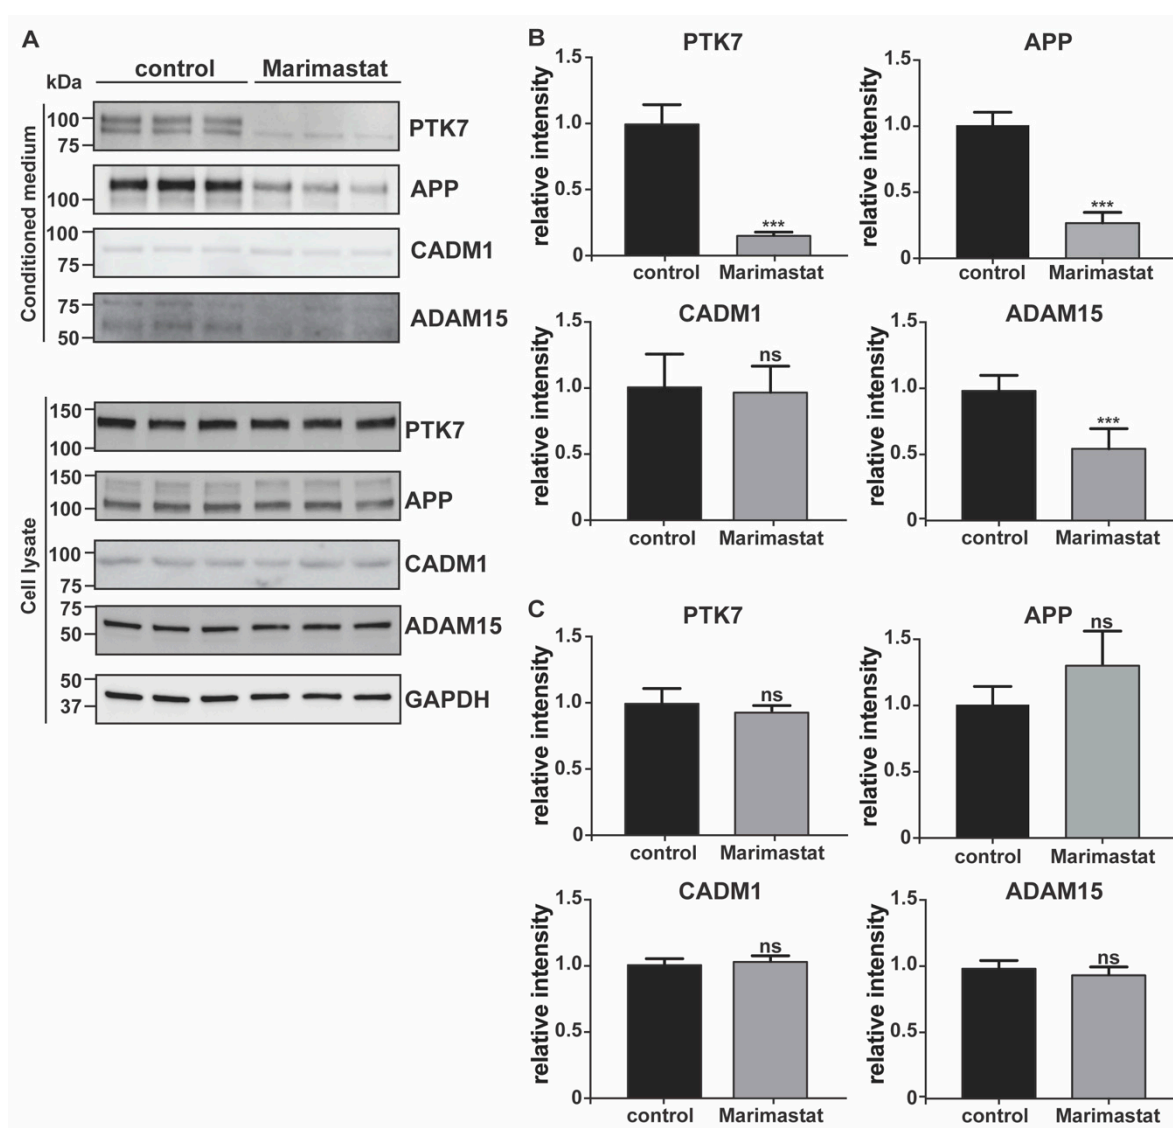 A
control Marimastat
kDa
Conditioned medium
100
75
PTK7
100
APP
100
75
CADM1
75
50
ADAM15
Cell lysate
150
100
PTK7
150
100
APP
100
75
CADM1
75
50
ADAM15
50
37
GAPDH
B
PTK7
relative intensity
1.5
1.0
0.5
0
***
control Marimastat
APP
relative intensity
1.5
1.0
0.5
0
***
control Marimastat
CADM1
relative intensity
1.5
1.0
0.5
0
ns
control Marimastat
ADAM15
relative intensity
1.5
1.0
0.5
0
***
control Marimastat
C
PTK7
relative intensity
1.5
1.0
0.5
0
ns
control Marimastat
APP
relative intensity
1.5
1.0
0.5
0
ns
control Marimastat
CADM1
relative intensity
1.5
1.0
0.5
0
ns
control Marimastat
ADAM15
relative intensity
1.5
1.0
0.5
0
ns
control Marimastat